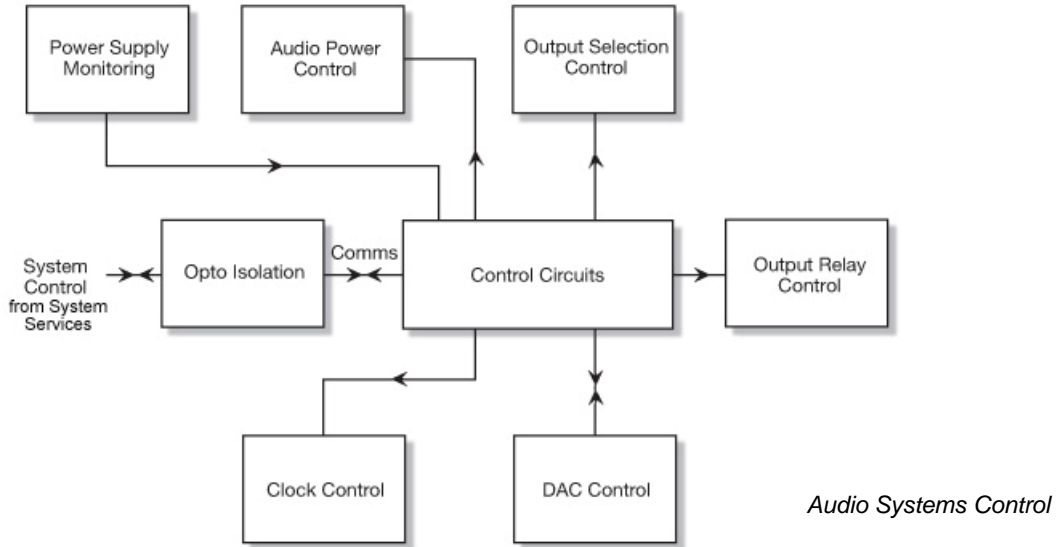 Power Supply
Monitoring
Audio Power
Control
Output Selection
Control
System
Control
from System
Services
Opto Isolation
Comms
Control Circuits
Output Relay
Control
Clock Control
DAC Control
Audio Systems Control